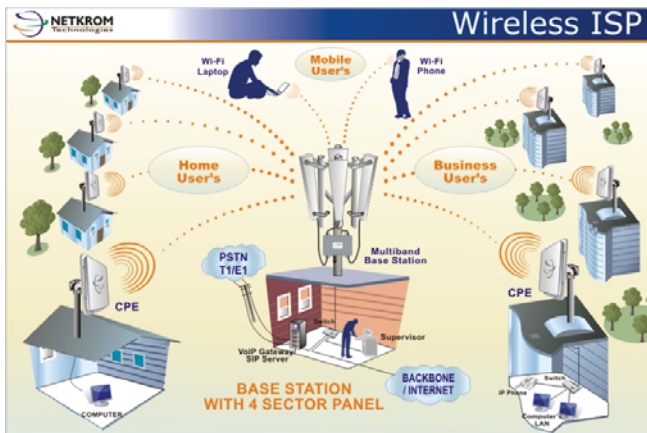 NETKROM
Technologies
Wireless ISP
Wi-Fi
Laptop
Mobile
User's
Wi-Fi
Phone
Home
User's
Business
User's
Multiband
Base Station
PSTN
T1/E1
CPE
CPE
Switch
Supervisor
VoIP Gateway
SIP Server
BACKBONE
/ INTERNET
BASE STATION
WITH 4 SECTOR PANEL
COMPUTER
Switch
IP Phone
Computer's
LAN